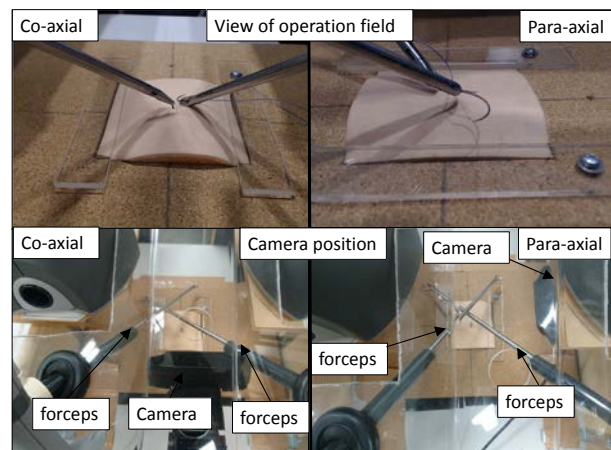 Co-axial
View of operation field
Para-axial
Co-axial
Camera position
Camera
Para-axial
forceps
forceps
forceps
Camera
forceps
forceps